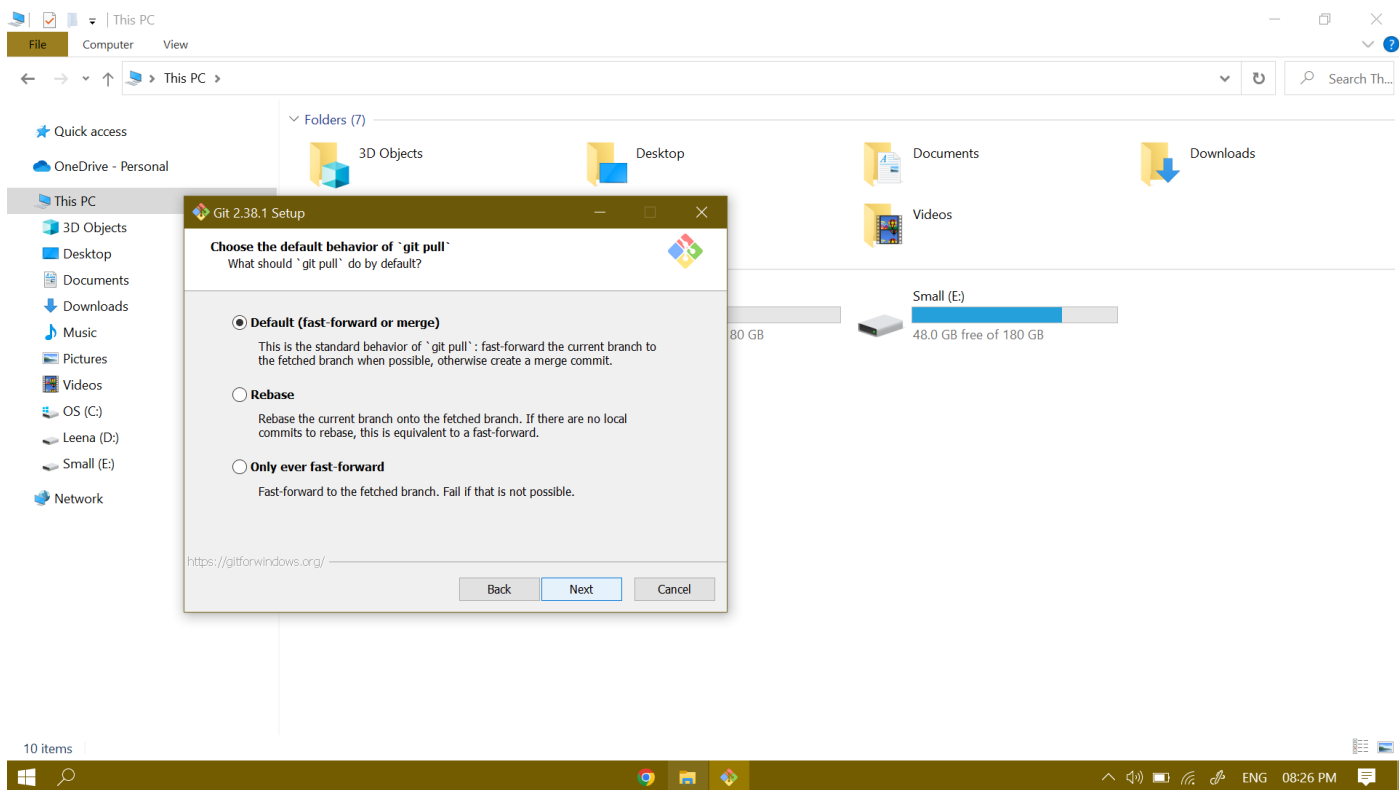 This PC
File Computer View
This PC
Search Th...
Quick access
OneDrive - Personal
This PC
3D Objects
Desktop
Documents
Downloads
Music
Pictures
Videos
OS (C:)
Leena (D:)
Small (E:)
Network
Folders (7)
3D Objects
Desktop
Documents
Downloads
Videos
80 GB
Small (E:)
48.0 GB free of 180 GB
Git 2.38.1 Setup
Choose the default behavior of `git pull`
What should `git pull` do by default?
Default (fast-forward or merge)
This is the standard behavior of `git pull`: fast-forward the current branch to
the fetched branch when possible, otherwise create a merge commit.
Rebase
Rebase the current branch onto the fetched branch. If there are no local
commits to rebase, this is equivalent to a fast-forward.
Only ever fast-forward
Fast-forward to the fetched branch. Fail if that is not possible.
https://gitforwindows.org/
Back Next Cancel
10 items
ENG 08:26 PM